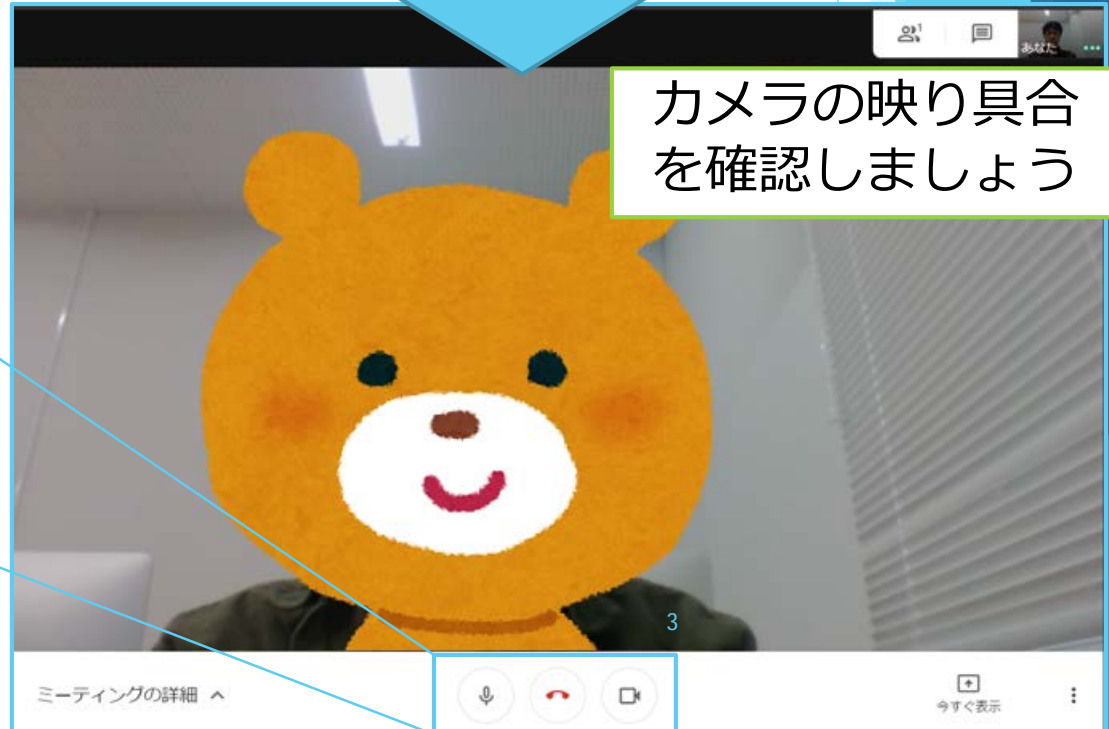 1
あなた
カメラの映り具合
を確認しましょう
3
ミーティングの詳細
今すぐ表示